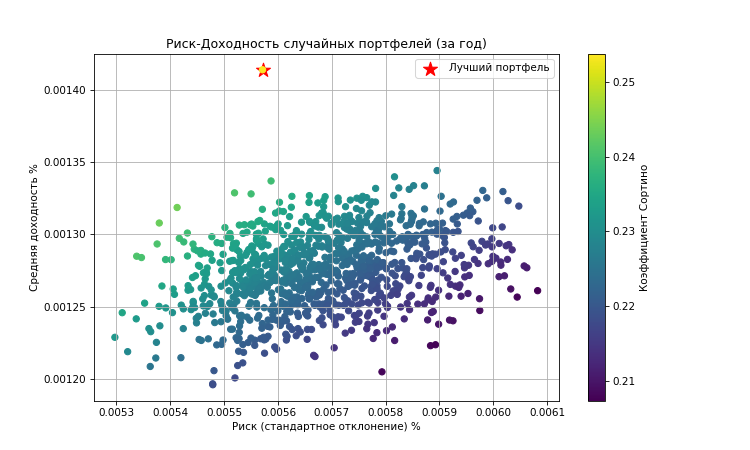 Риск-Доходность случайных портфелей (за год)
Лучший портфель
Средняя доходность %
0.00140
0.00135
0.00130
0.00125
0.00120
0.0053 0.0054 0.0055 0.0056 0.0057 0.0058 0.0059 0.0060 0.0061
Риск (стандартное отклонение) %
0.25
0.24
0.23
0.22
0.21
Коэффициент Сортино